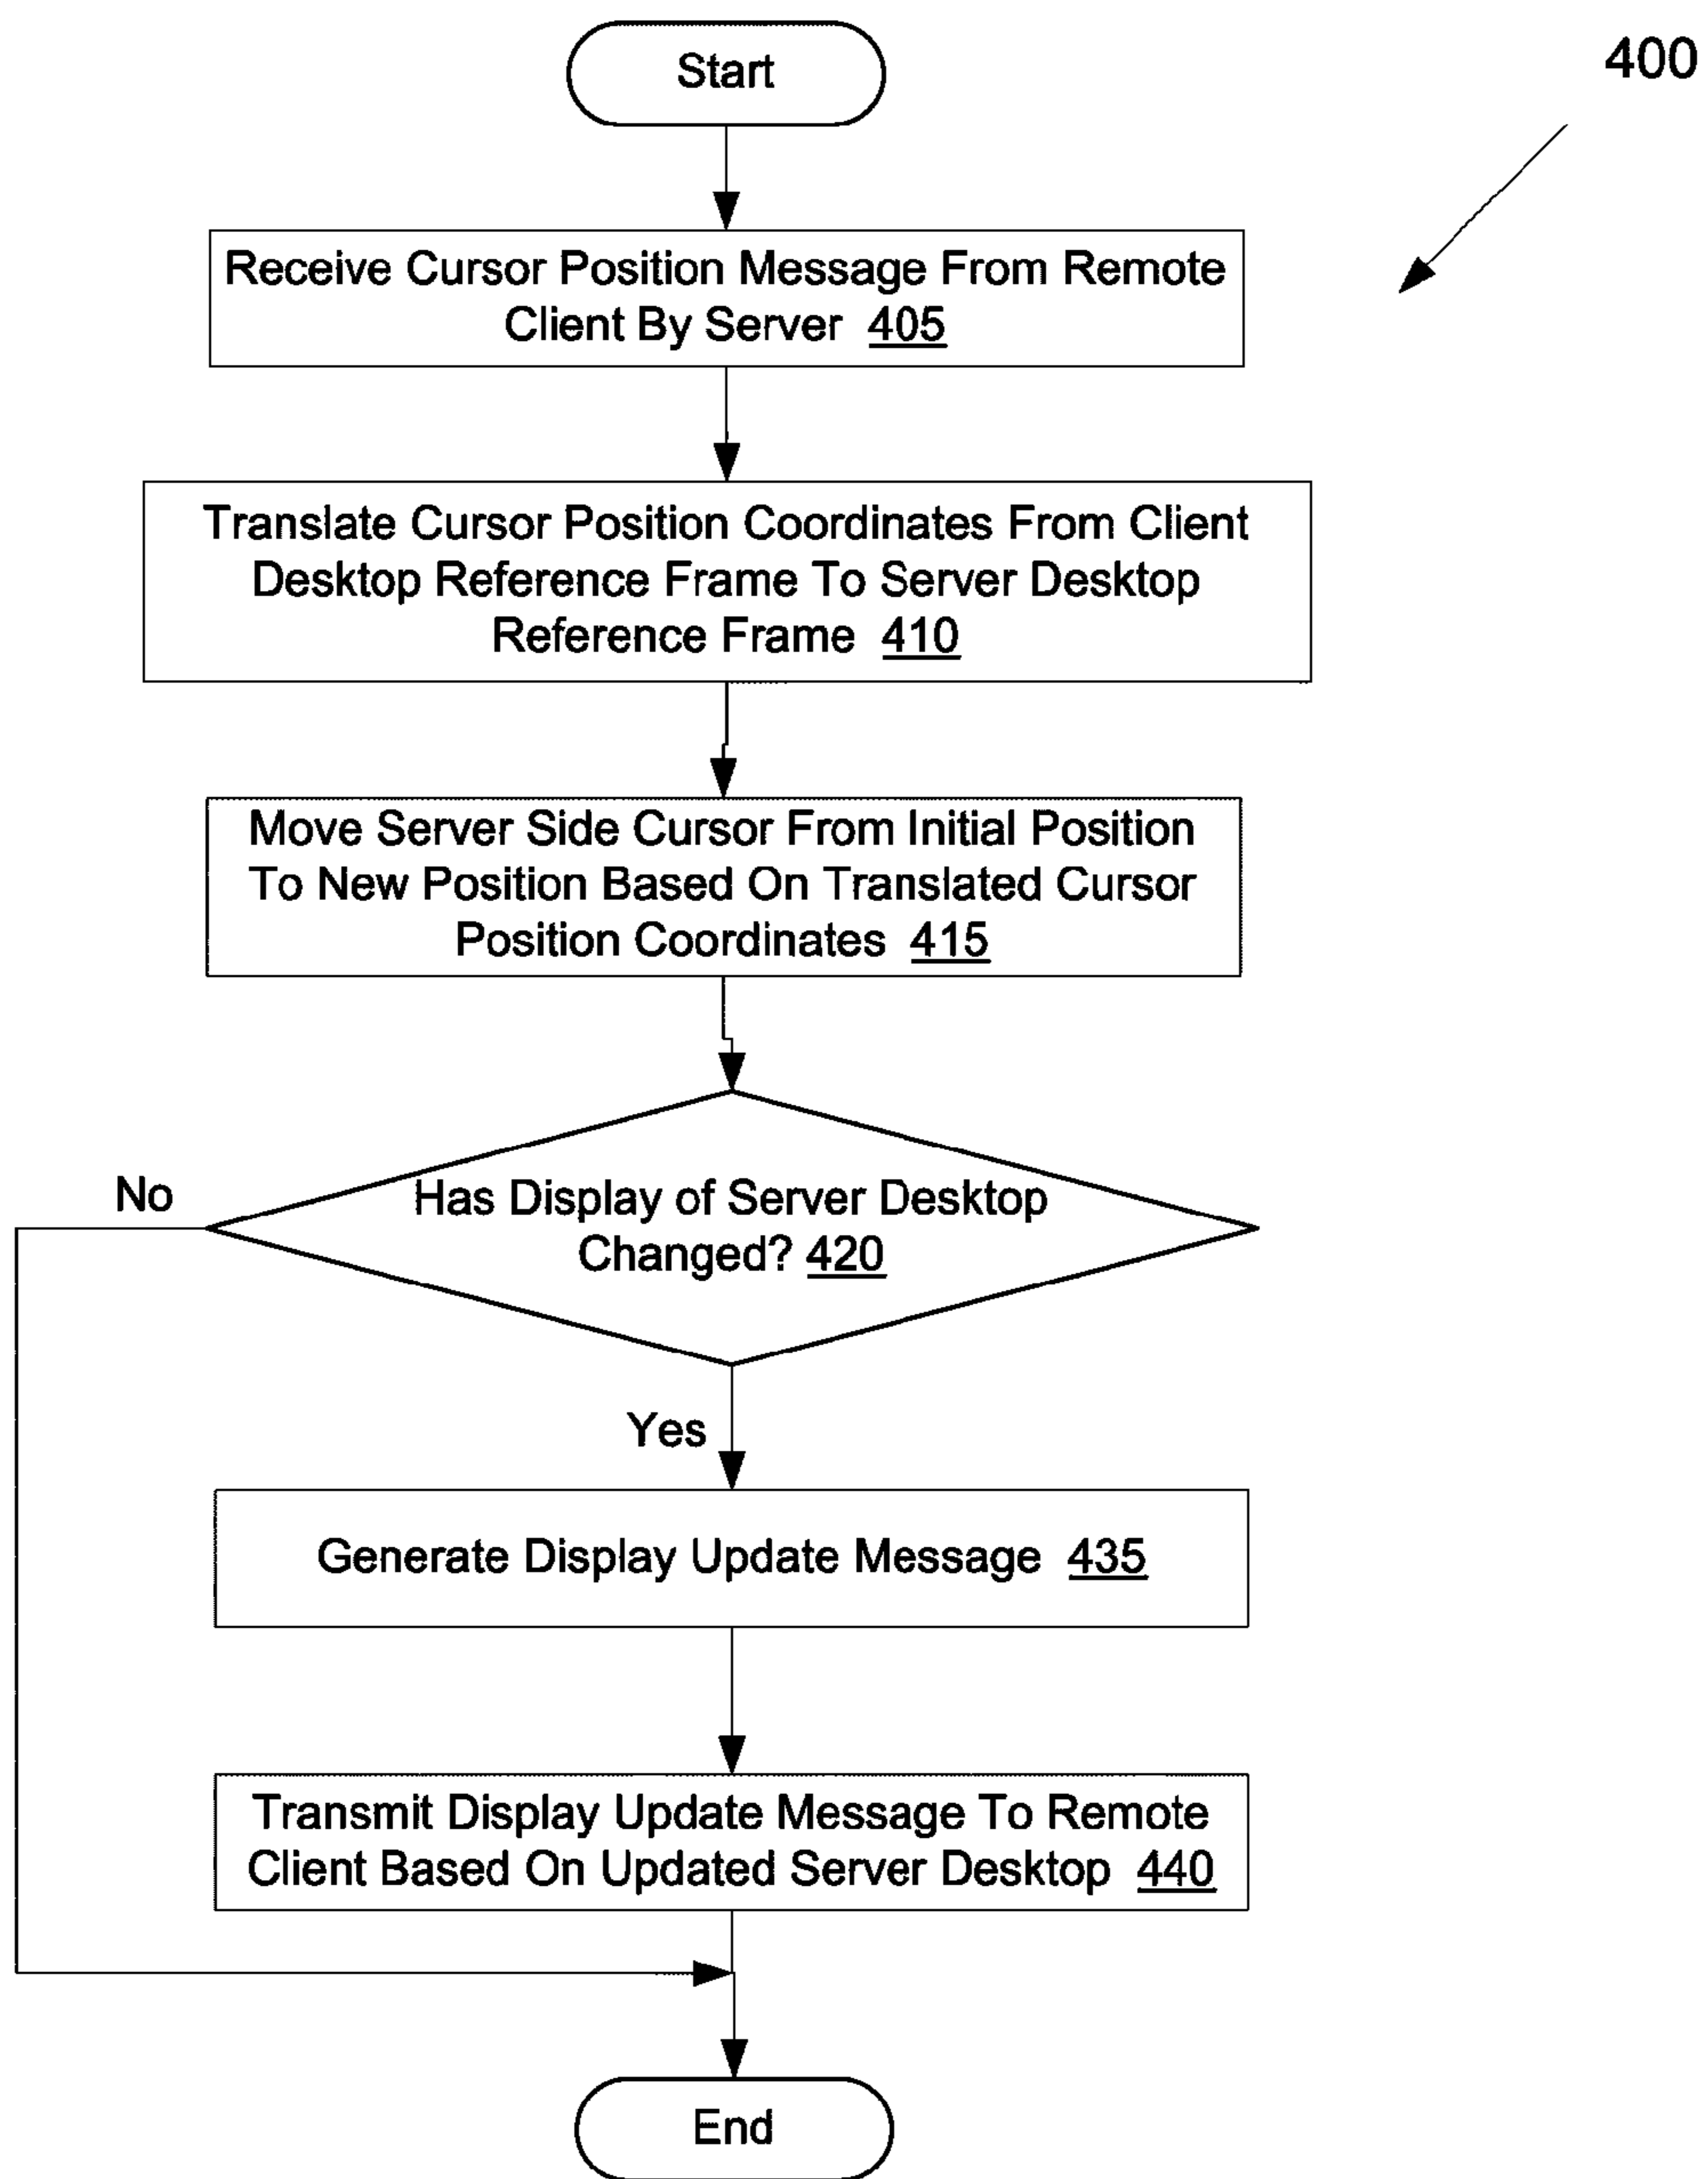 Start
400
Receive Cursor Position Message From Remote
Client By Server 405
Translate Cursor Position Coordinates From Client
Desktop Reference Frame To Server Desktop
Reference Frame 410
Move Server Side Cursor From Initial Position
To New Position Based On Translated Cursor
Position Coordinates 415
No
Has Display of Server Desktop
Changed? 420
Yes
Generate Display Update Message 435
Transmit Display Update Message To Remote
Client Based On Updated Server Desktop 440
End